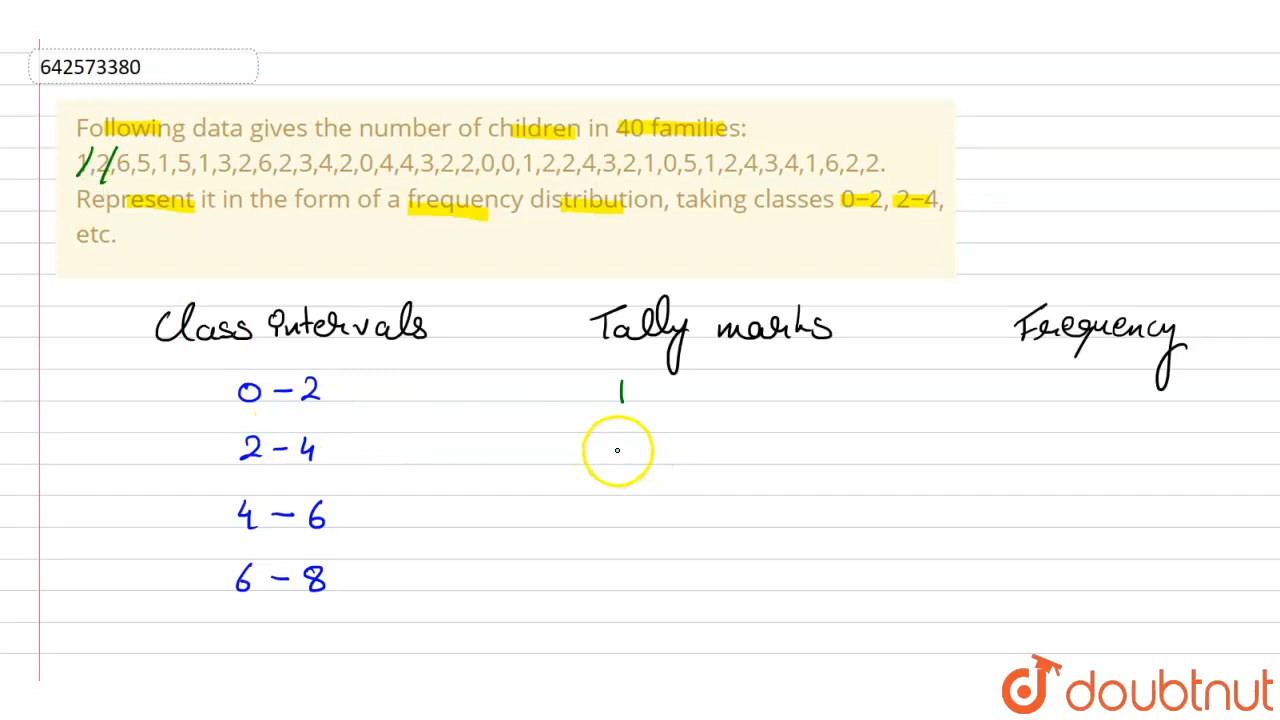 642573380
Following data gives the number of children in 40 families:
1,2,6,5,1,5,1,3,2,6,2,3,4,2,0,4,4,3,2,2,0,0,1,2,2,4,3,2,1,0,5,1,2,4,3,4,1,6,2,2.
Represent it in the form of a frequency distribution, taking classes 0−2, 2−4,
etc.
Class Intervals Tally marks Frequency
0 - 2 |
2 - 4
4 - 6
6 - 8
doubtnut